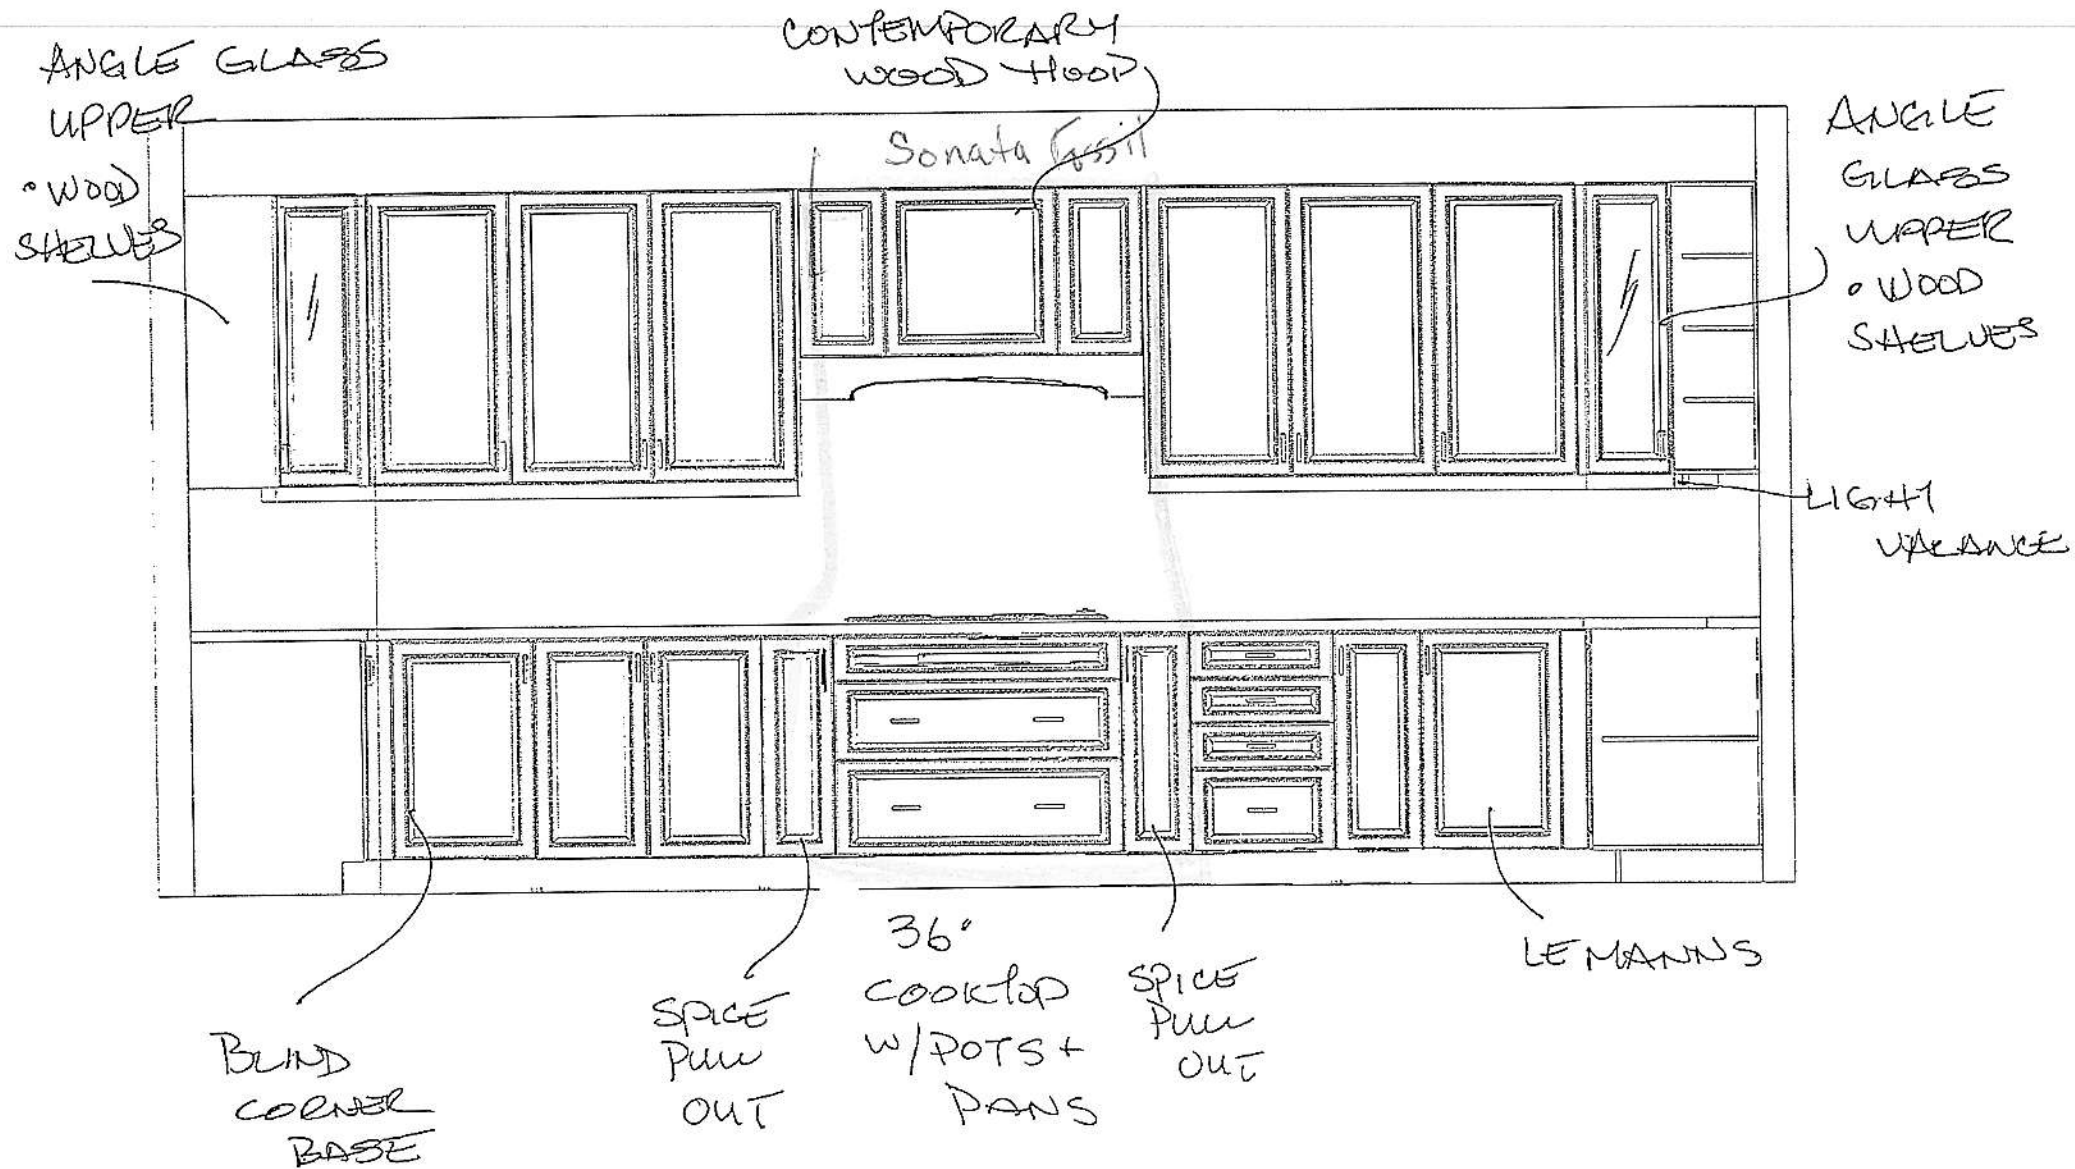 ANGLE GLASS
UPPER
• WOOD
SHELVES
CONTEMPORARY
WOOD HOOD
Sonata Fossil
ANGLE
GLASS
UPPER
• WOOD
SHELVES
LIGHT
VALANCE
BLIND
CORNER
BASE
SPICE
PULL
OUT
36"
COOKTOP
W/POTS +
PANS
SPICE
PULL
OUT
LEMANNS